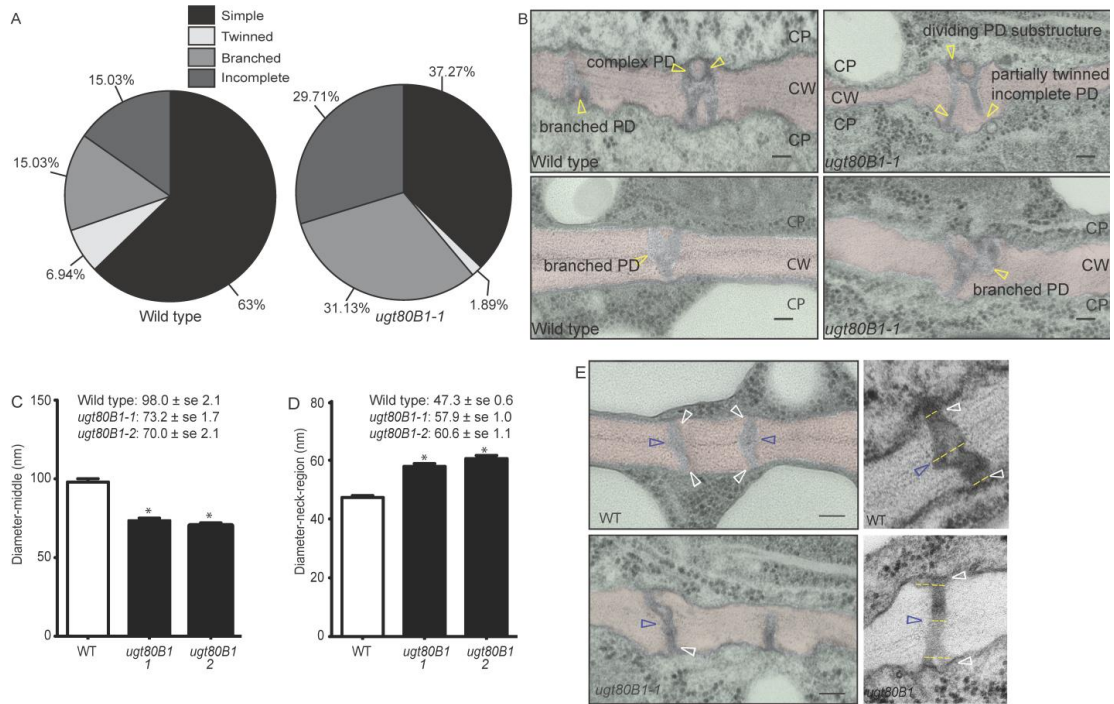 A
Simple
Twinned
Branched
Incomplete
15.03%
15.03%
6.94%
63%
Wild type
37.27%
29.71%
31.13%
1.89%
ugt80B1-1
B
CP
complex PD
CW
branched PD
CP
Wild type
dividing PD substructure
CP
partially twinned
incomplete PD
CW
CP
ugt80B1-1
branched PD
CW
CP
Wild type
CP
CW
branched PD
CP
ugt80B1-1
C
Wild type: 98.0 ± se 2.1
ugt80B1-1: 73.2 ± se 1.7
ugt80B1-2: 70.0 ± se 2.1
Diameter-middle (nm)
150
100
50
0
*
*
WT
ugt80B1
1
ugt80B1
2
D
Wild type: 47.3 ± se 0.6
ugt80B1-1: 57.9 ± se 1.0
ugt80B1-2: 60.6 ± se 1.1
Diameter-neck-region (nm)
80
60
40
20
0
*
*
WT
ugt80B1
1
ugt80B1
2
E
WT
WT
ugt80B1-1
ugt80B1